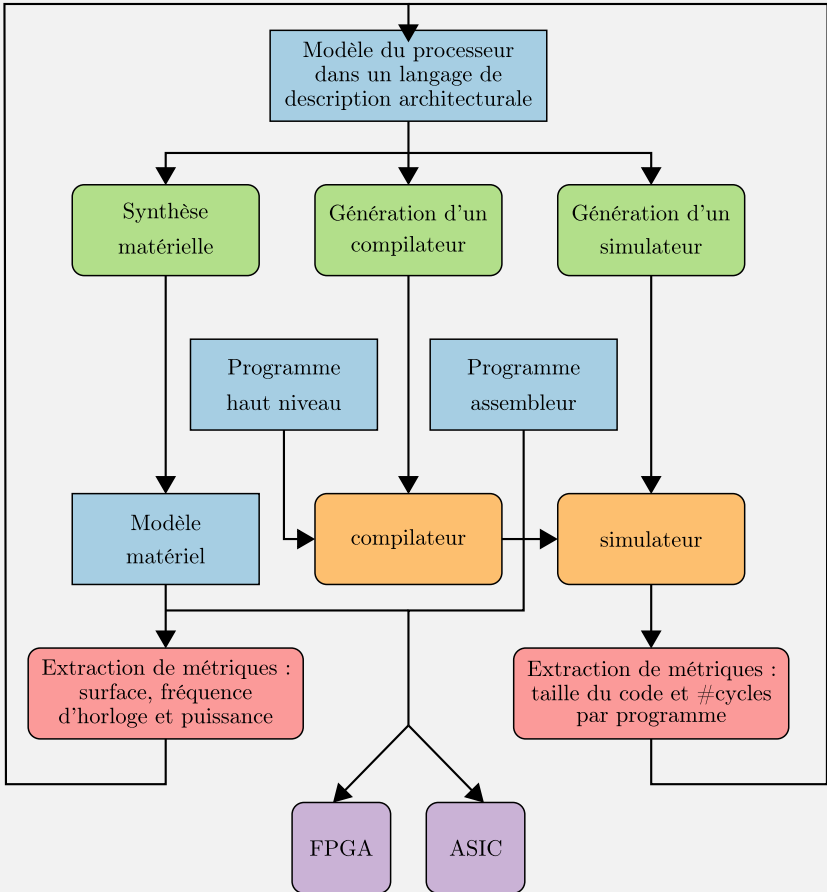 Modèle du processeur
dans un langage de
description architecturale
Synthèse
matérielle
Génération d'un
compilateur
Génération d'un
simulateur
Programme
haut niveau
Programme
assembleur
Modèle
matériel
compilateur
simulateur
Extraction de métriques :
surface, fréquence
d'horloge et puissance
Extraction de métriques :
taille du code et #cycles
par programme
FPGA
ASIC